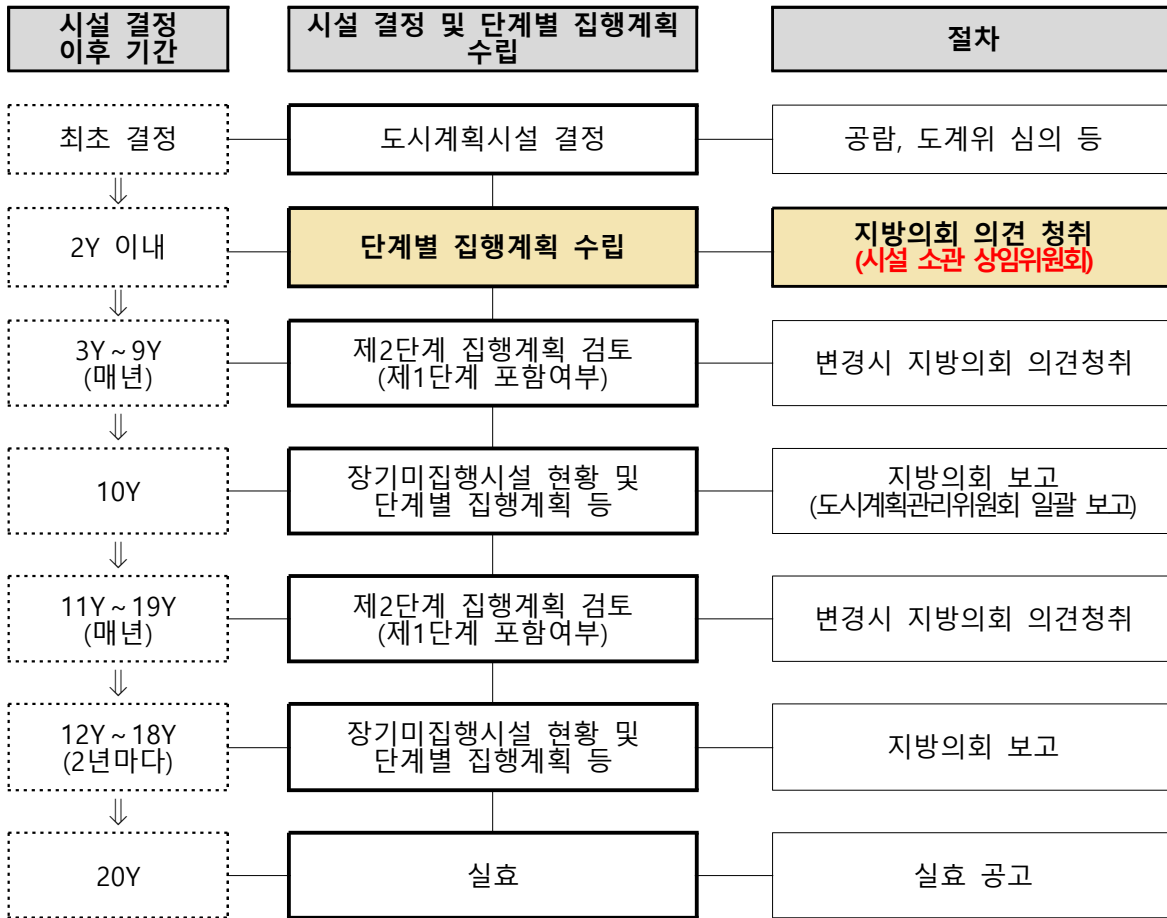 시설 결정
이후 기간
시설 결정 및 단계별 집행계획
수립
절차
최초 결정
도시계획시설 결정
공람, 도계위 심의 등
⇓
2Y 이내
단계별 집행계획 수립
지방의회 의견 청취
(시설 소관 상임위원회)
⇓
3Y ~ 9Y
(매년)
제2단계 집행계획 검토
(제1단계 포함여부)
변경시 지방의회 의견청취
⇓
10Y
장기미집행시설 현황 및
단계별 집행계획 등
지방의회 보고
(도시계획관리위원회 일괄 보고)
⇓
11Y ~ 19Y
(매년)
제2단계 집행계획 검토
(제1단계 포함여부)
변경시 지방의회 의견청취
⇓
12Y ~ 18Y
(2년마다)
장기미집행시설 현황 및
단계별 집행계획 등
지방의회 보고
⇓
20Y
실효
실효 공고